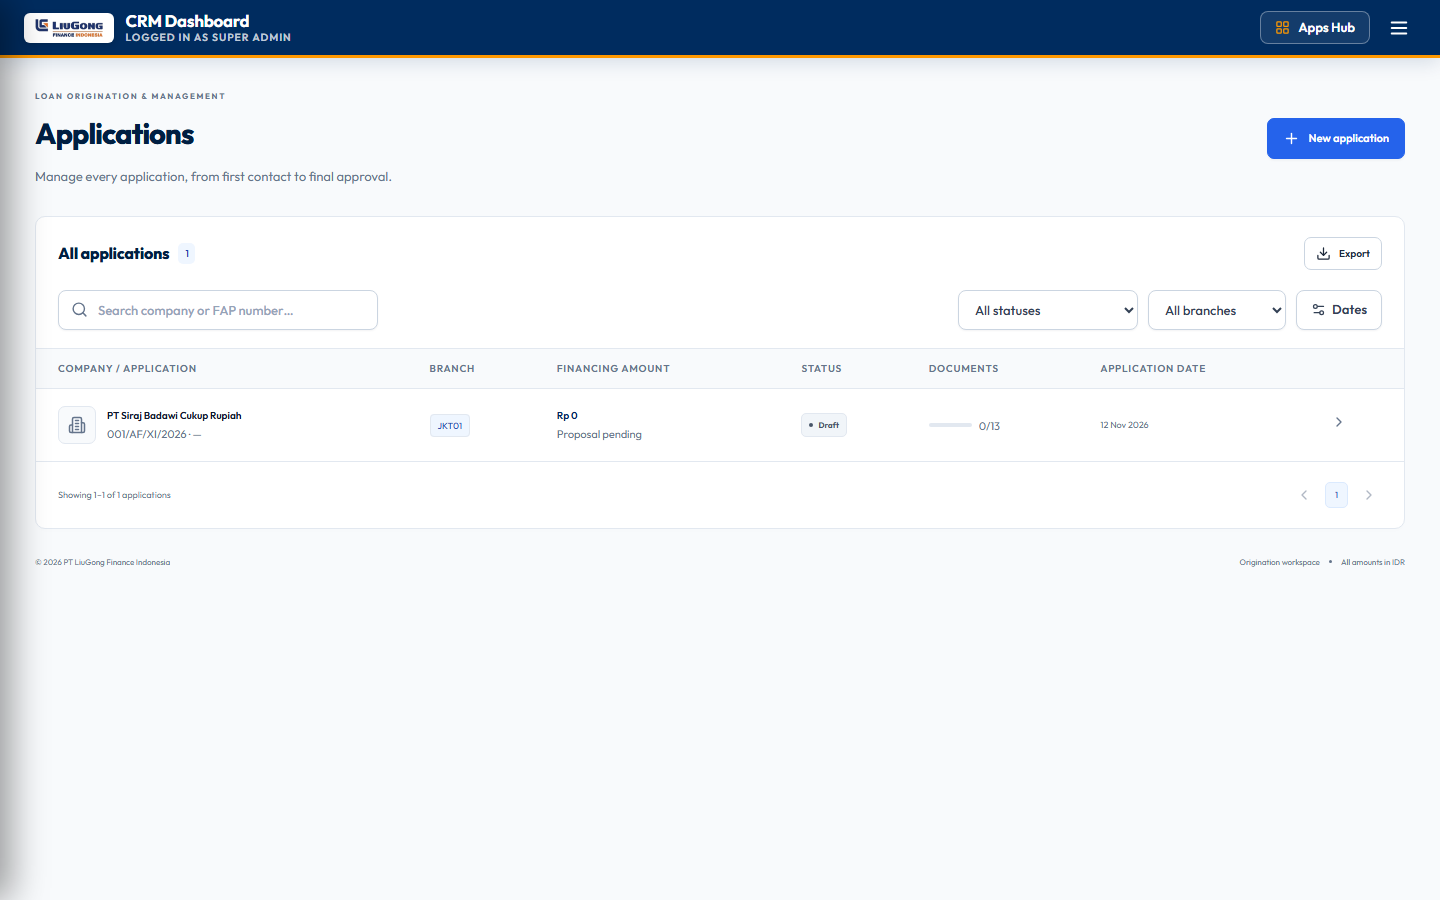 LIUGONG
FINANCE INDONESIA
CRM Dashboard
LOGGED IN AS SUPER ADMIN
Apps Hub
LOAN ORIGINATION & MANAGEMENT
Applications
New application
Manage every application, from first contact to final approval.
All applications 1
Export
Search company or FAP number...
All statuses
All branches
Dates
COMPANY / APPLICATION BRANCH FINANCING AMOUNT STATUS DOCUMENTS APPLICATION DATE
PT Siraj Badawi Cukup Rupiah
001/AF/XI/2026 · —
JKT01
Rp 0
Proposal pending
Draft
0/13
12 Nov 2026
Showing 1–1 of 1 applications
1
© 2026 PT LiuGong Finance Indonesia
Origination workspace • All amounts in IDR